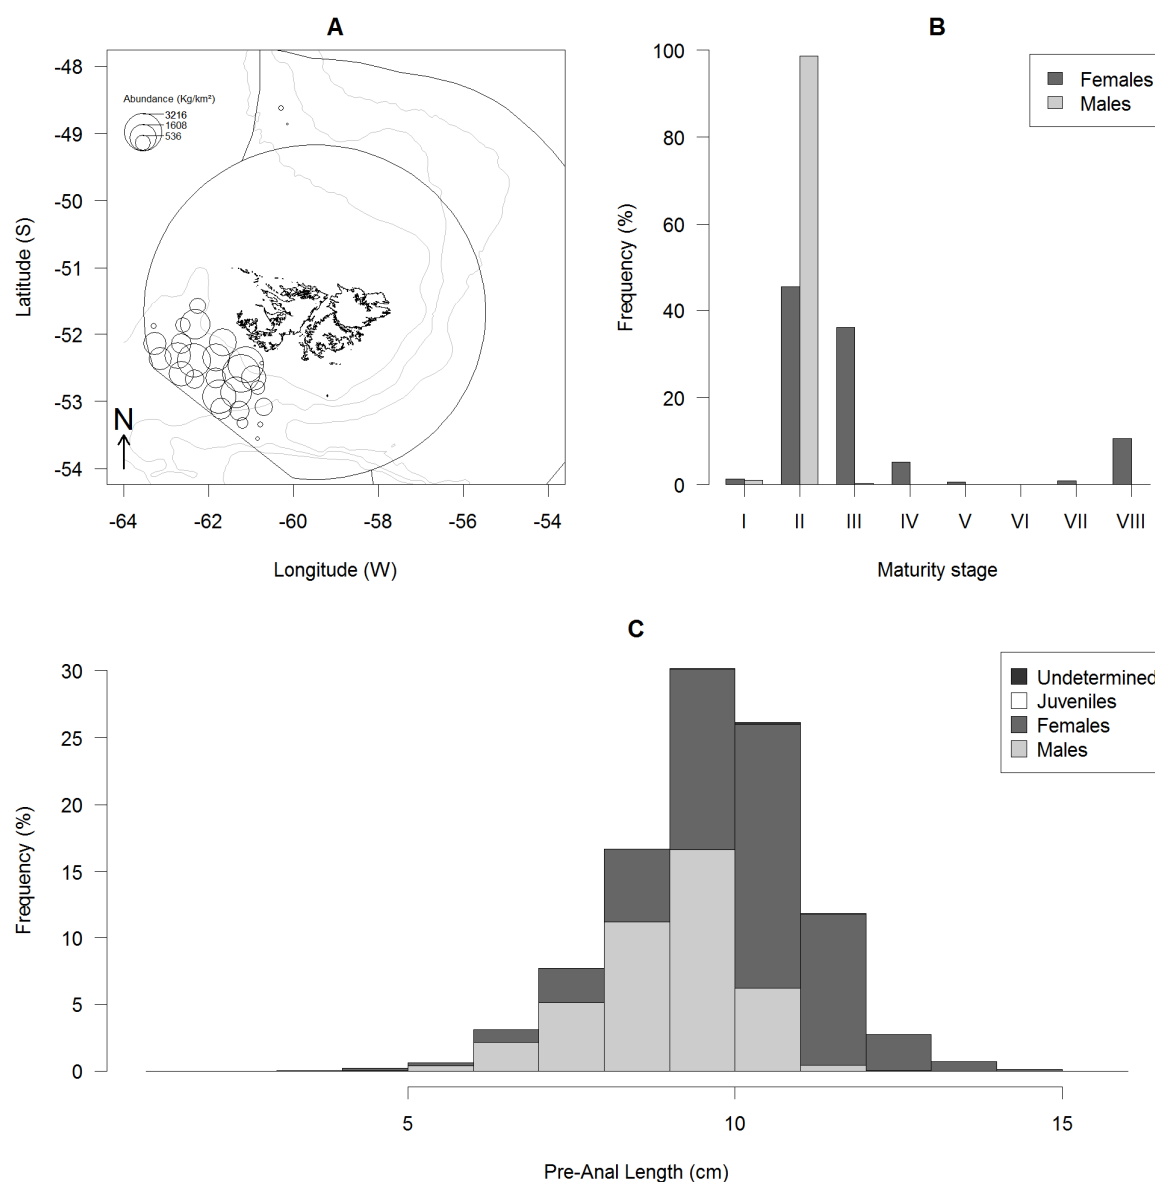 A
-48
-49
-50
-51
-52
-53
-54
Latitude (S)
Abundance (Kg/km²)
3216
1608
536
N
-64
-62
-60
-58
-56
-54
Longitude (W)
B
100
80
60
40
20
0
Frequency (%)
Females
Males
I
II
III
IV
V
VI
VII
VIII
Maturity stage
C
30
25
20
15
10
5
0
Frequency (%)
Undetermined
Juveniles
Females
Males
5
10
15
Pre-Anal Length (cm)